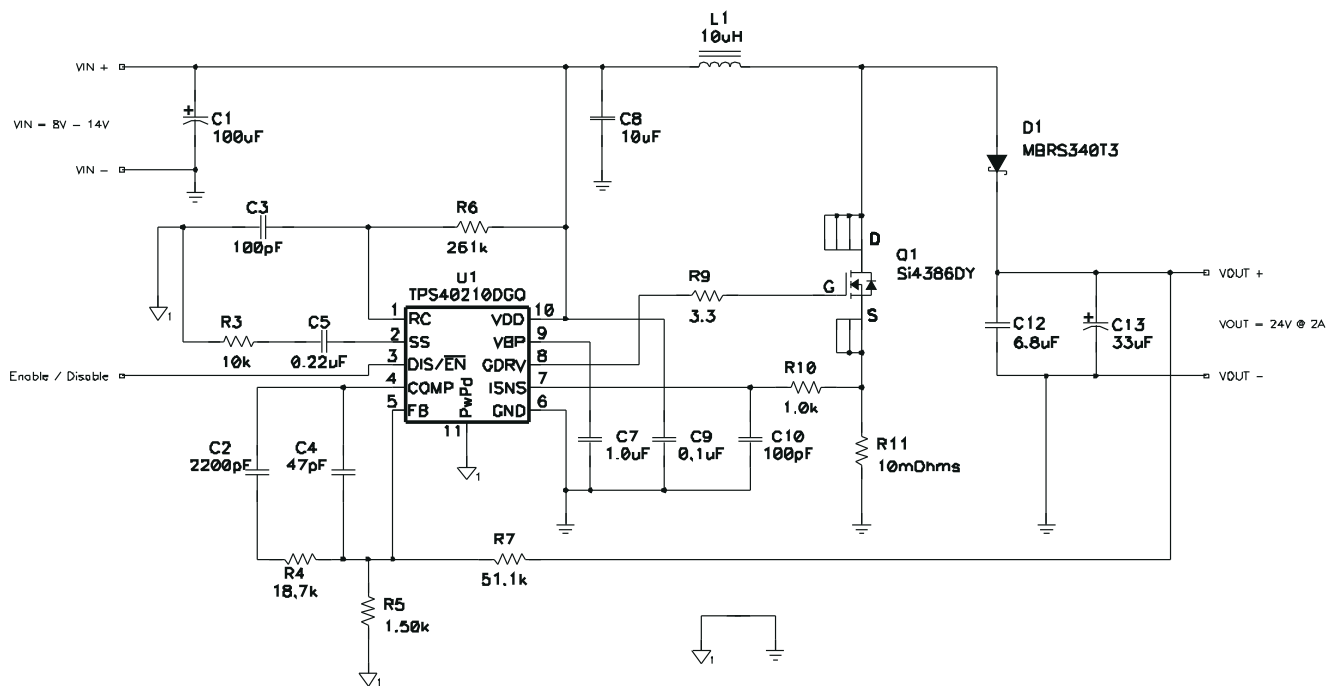 L1
10uH
VIN +
VIN = 8V - 14V
C1
100uF
C8
10uF
D1
MBRS340T3
VIN -
C3
100pF
R6
261k
D
Q1
Si4386DY
G
S
VOUT +
U1
TPS40210DGQ
R9
3.3
1 RC VDD 10
2 SS VBP 9
3 DIS/EN GDRV 8
4 COMP ISNS 7
5 FB GND 6
PwPd
11
R3
10k
C5
0.22uF
C12
6.8uF
C13
33uF
VOUT = 24V @ 2A
Enable / Disable
VOUT -
R10
1.0k
C2
2200pF
C4
47pF
C7
1.0uF
C9
0.1uF
C10
100pF
R11
10mOhms
1
1
R7
51.1k
R4
18.7k
R5
1.50k
1
1